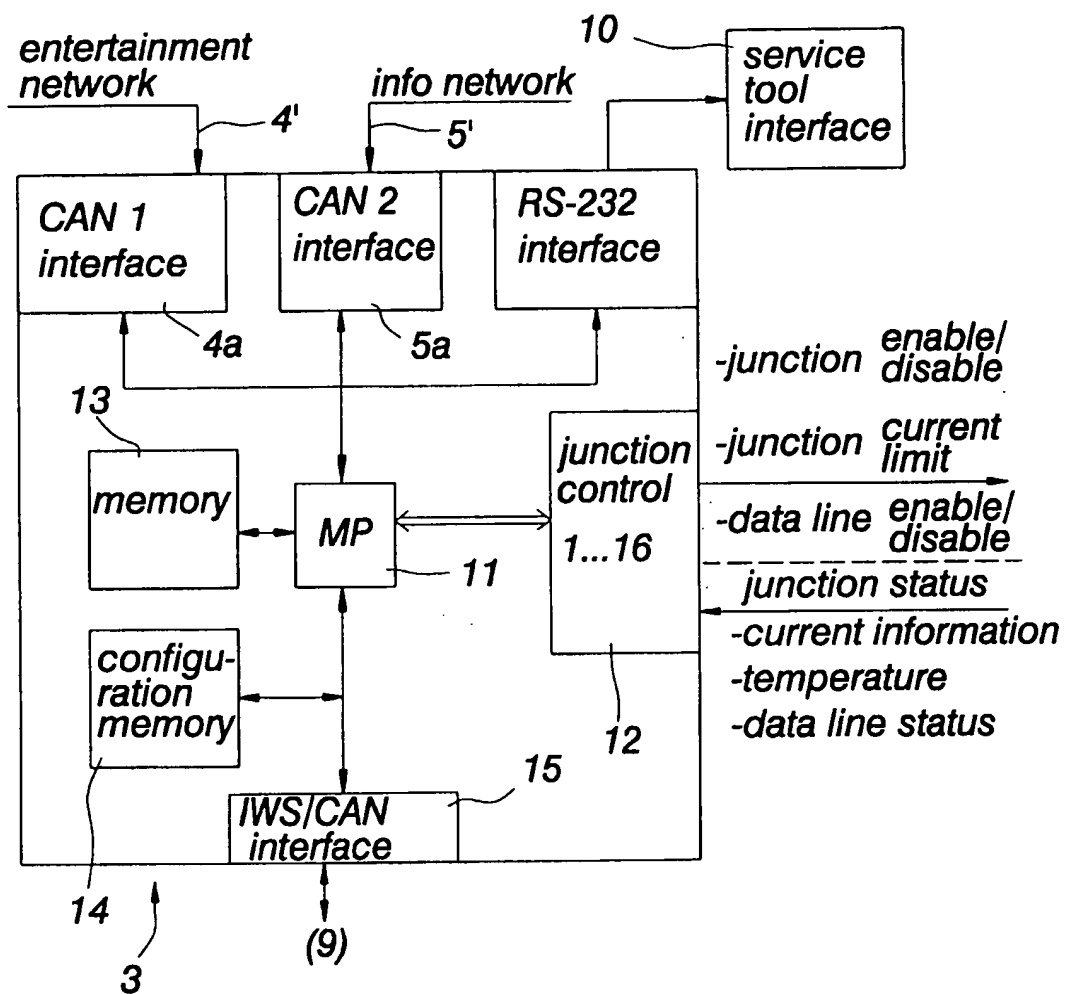 entertainment
network
info network
10
service
tool
interface
4'
5'
CAN 1
interface
CAN 2
interface
RS-232
interface
4a
5a
-junction enable/
disable
-junction current
limit
-data line enable/
disable
junction status
-current information
-temperature
-data line status
13
memory
MP
11
junction
control
1...16
12
configu-
ration
memory
14
15
IWS/CAN
interface
(9)
3